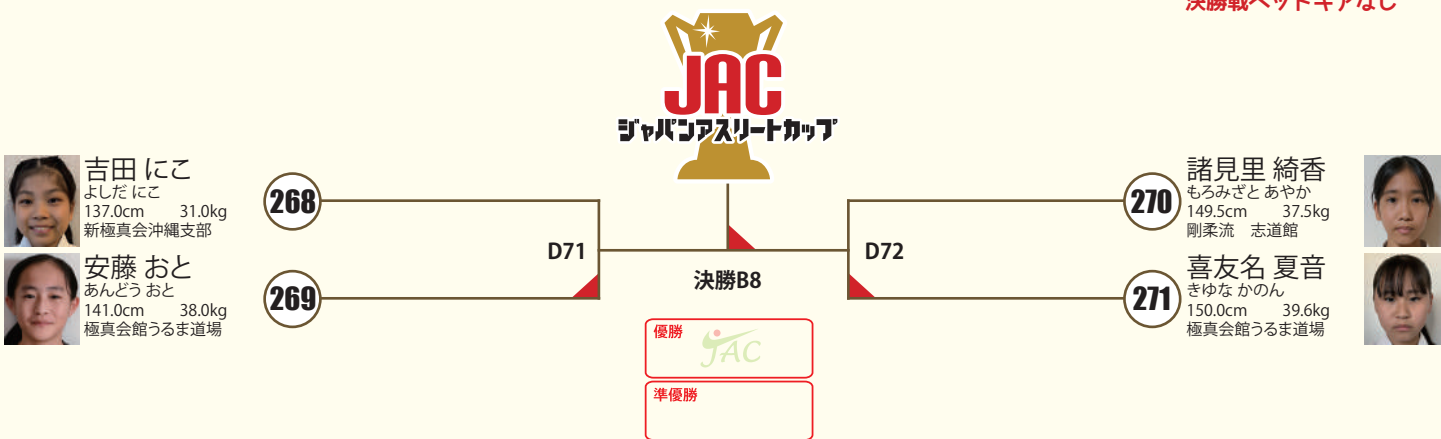 決勝戦ヘッドギアなし
JAC
ジャパンアスリートカップ
吉田 にこ
よしだ にこ
137.0cm 31.0kg
新極真会沖縄支部
268
安藤 おと
あんどう おと
141.0cm 38.0kg
極真会館うるま道場
269
D71
決勝B8
D72
270
諸見里 綺香
もろみざと あやか
149.5cm 37.5kg
剛柔流 志道館
271
喜友名 夏音
きゆな かのん
150.0cm 39.6kg
極真会館うるま道場
優勝
JAC
準優勝